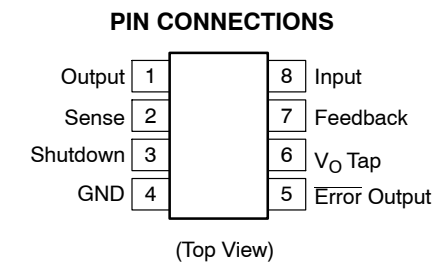 PIN CONNECTIONS
Output 1 8 Input
Sense 2 7 Feedback
Shutdown 3 6 VO Tap
GND 4 5 Error Output
(Top View)